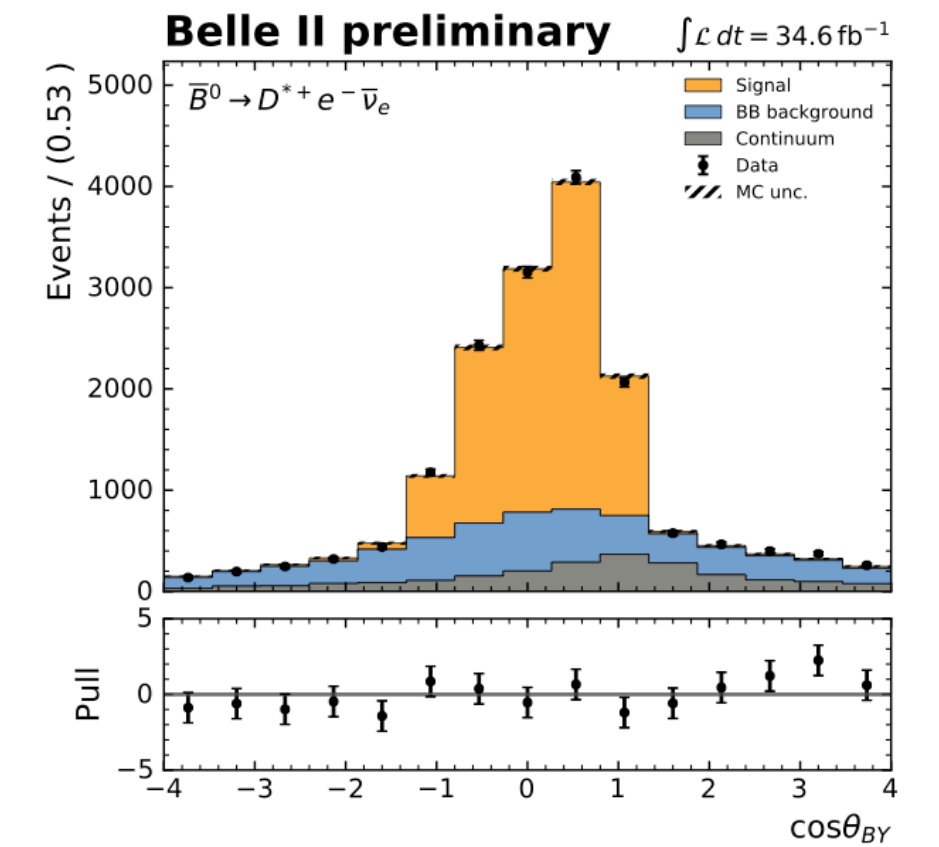 Belle II preliminary
∫ℒ dt = 34.6 fb⁻¹
B̅⁰ → D*⁺ e⁻ ν̅ₑ
Signal
BB background
Continuum
Data
MC unc.
Events / (0.53 )
5000
4000
3000
2000
1000
0
Pull
5
0
−5
−4 −3 −2 −1 0 1 2 3 4
cosθ_BY